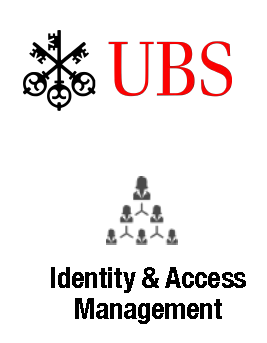 UBS
Identity & Access
Management